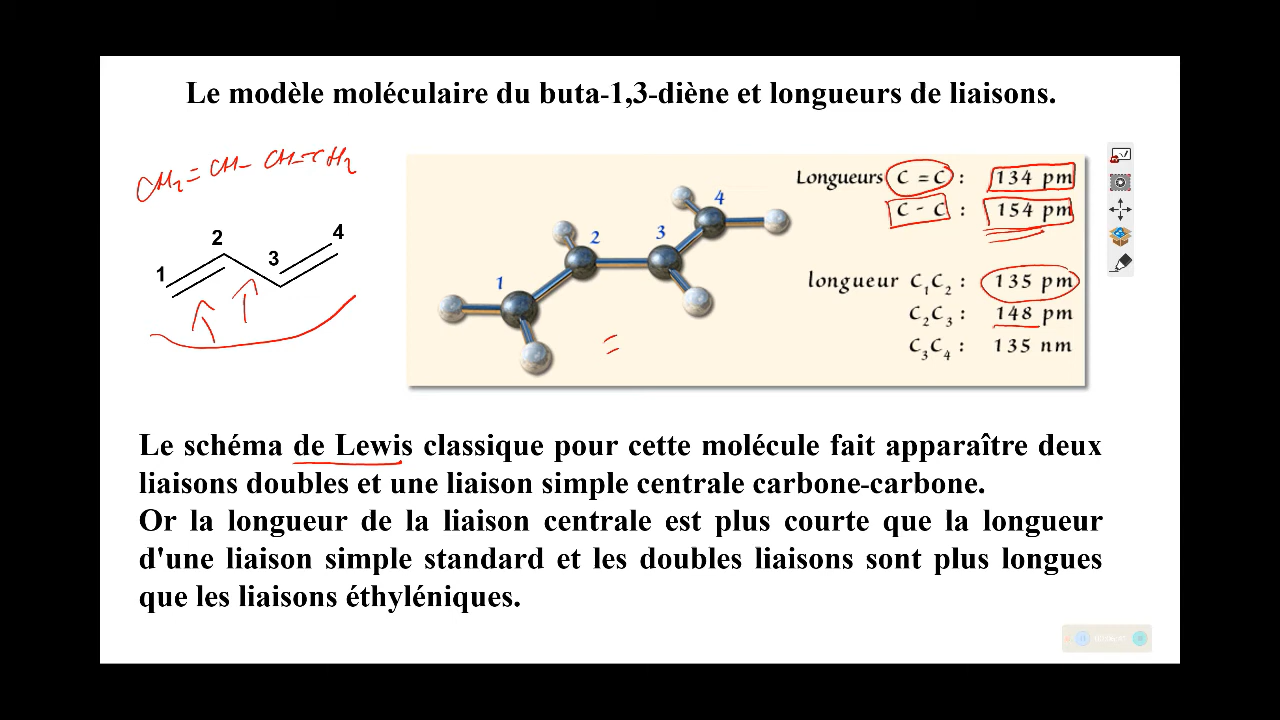 Le modèle moléculaire du buta-1,3-diène et longueurs de liaisons.
CH2=CH-CH=CH2
1 2 3 4
1 2 3 4
Longueurs C = C : 134 pm
C - C : 154 pm
longueur C1C2 : 135 pm
C2C3 : 148 pm
C3C4 : 135 nm
=
Le schéma de Lewis classique pour cette molécule fait apparaître deux
liaisons doubles et une liaison simple centrale carbone-carbone.
Or la longueur de la liaison centrale est plus courte que la longueur
d'une liaison simple standard et les doubles liaisons sont plus longues
que les liaisons éthyléniques.